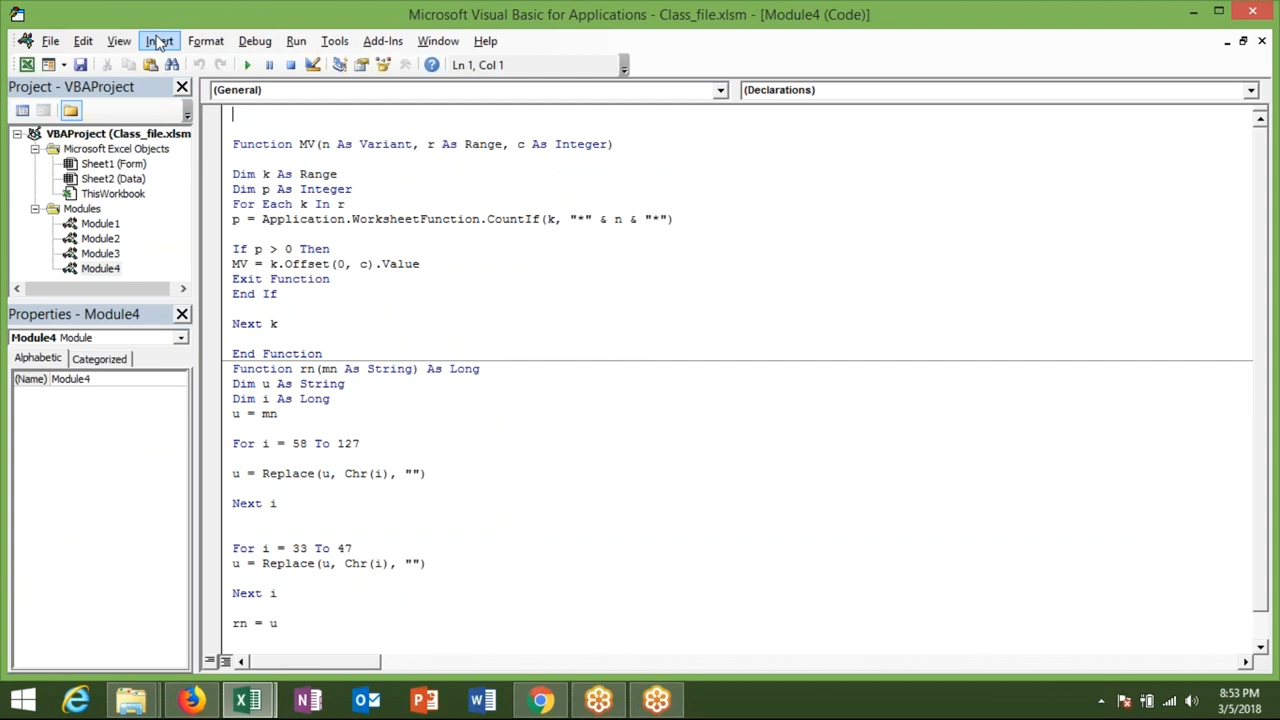 Microsoft Visual Basic for Applications - Class_file.xlsm - [Module4 (Code)]
File Edit View Insert Format Debug Run Tools Add-Ins Window Help
Ln 1, Col 1
Project - VBAProject
(General)
(Declarations)
VBAProject (Class_file.xlsm
Microsoft Excel Objects
Sheet1 (Form)
Sheet2 (Data)
ThisWorkbook
Modules
Module1
Module2
Module3
Module4
Properties - Module4
Module4 Module
Alphabetic Categorized
(Name) Module4
Function MV(n As Variant, r As Range, c As Integer)
Dim k As Range
Dim p As Integer
For Each k In r
p = Application.WorksheetFunction.CountIf(k, "*" & n & "*")
If p > 0 Then
MV = k.Offset(0, c).Value
Exit Function
End If
Next k
End Function
Function rn(mn As String) As Long
Dim u As String
Dim i As Long
u = mn
For i = 58 To 127
u = Replace(u, Chr(i), "")
Next i
For i = 33 To 47
u = Replace(u, Chr(i), "")
Next i
rn = u
8:53 PM
3/5/2018